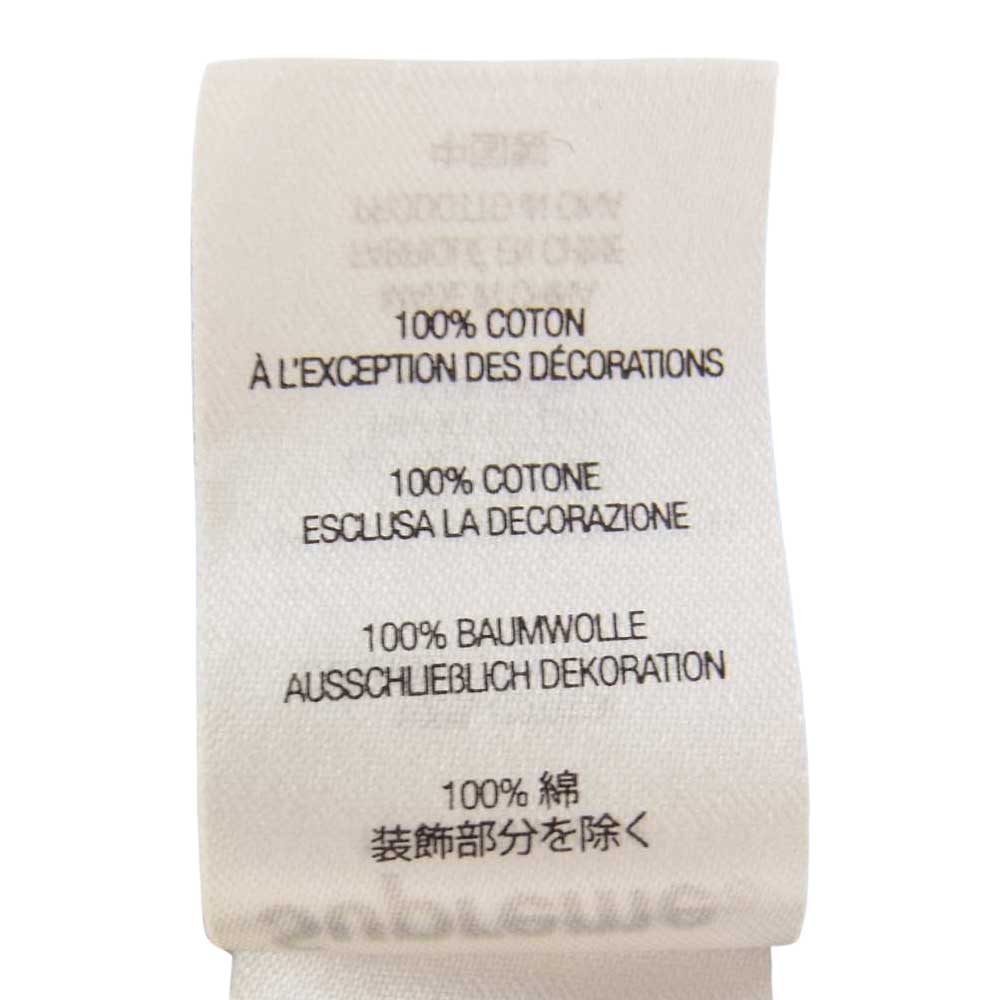 100% COTON
À L'EXCEPTION DES DÉCORATIONS
100% COTONE
ESCLUSA LA DECORAZIONE
100% BAUMWOLLE
AUSSCHLIEßLICH DEKORATION
100% 綿
装飾部分を除く